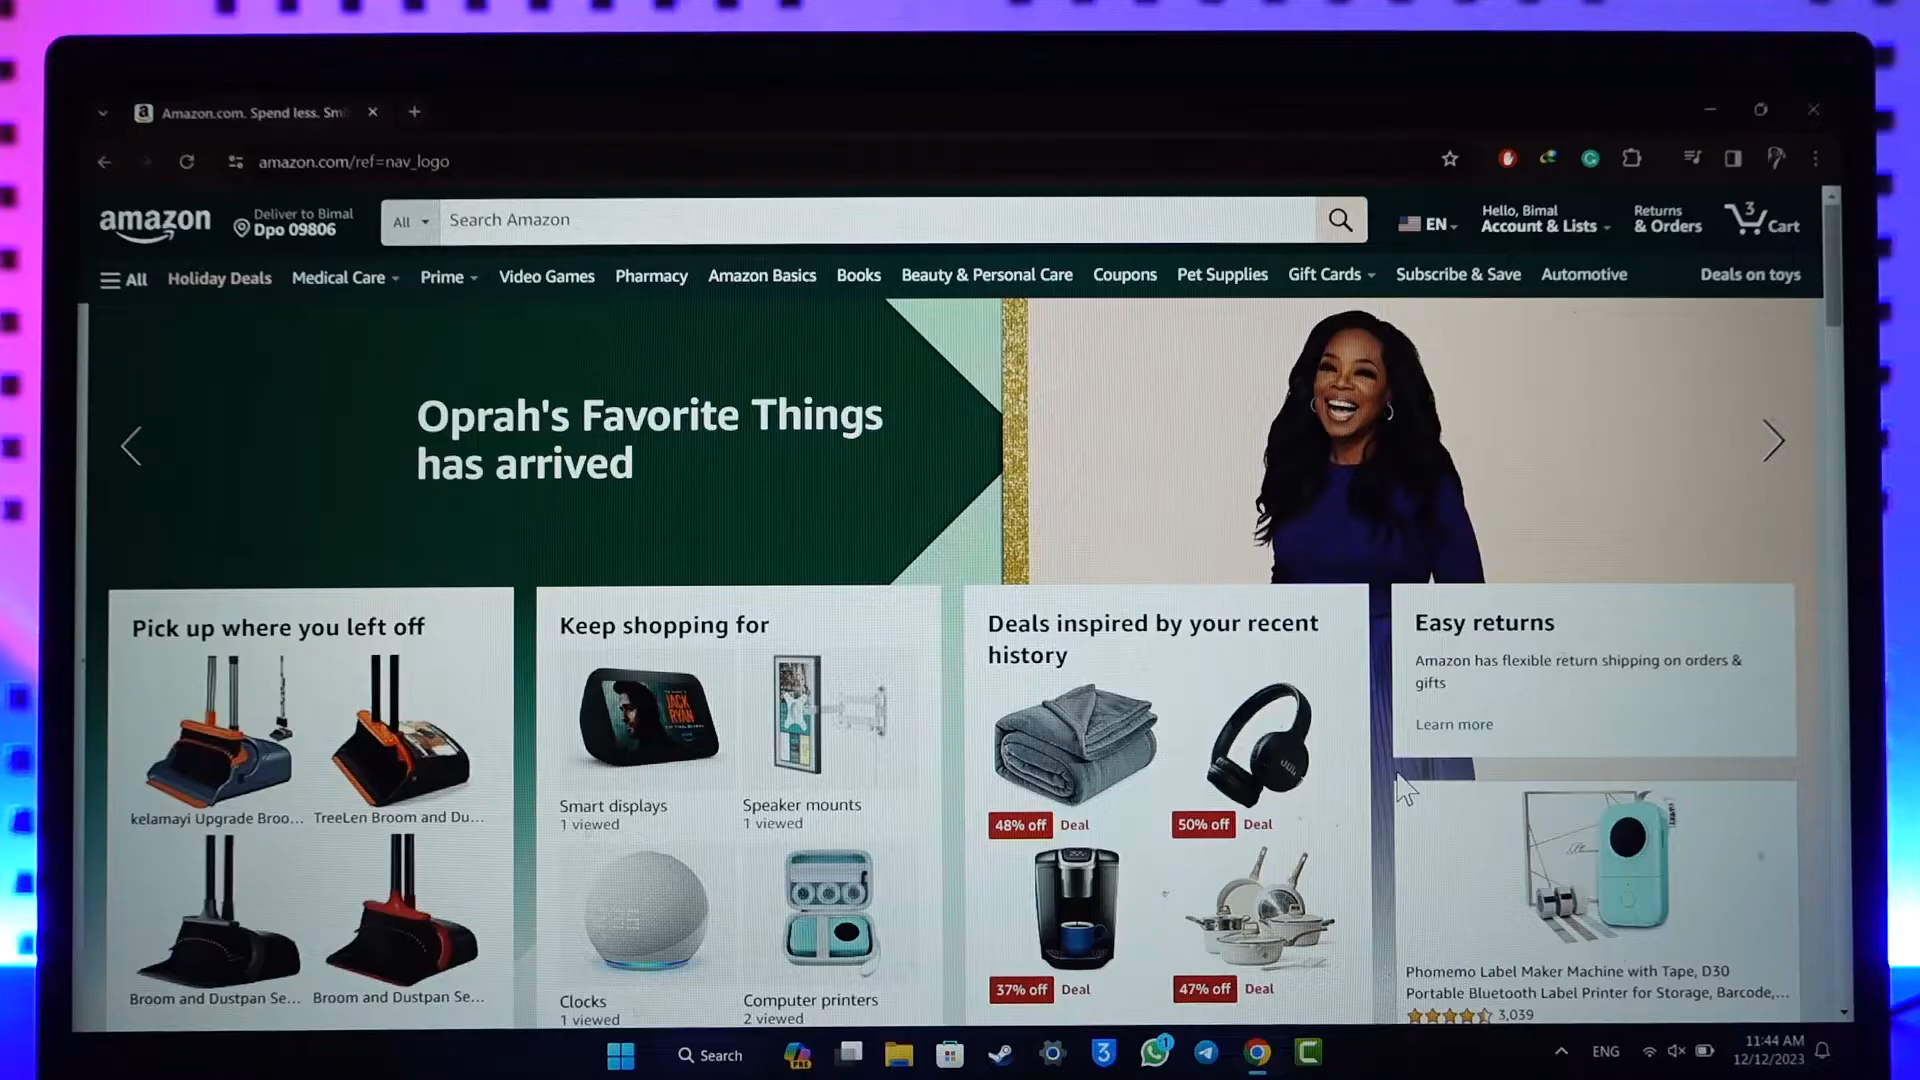 Amazon.com. Spend less. Smi
amazon.com/ref=nav_logo
amazon
Deliver to Bimal
Dpo 09806
All
Search Amazon
EN
Hello, Bimal
Account & Lists
Returns
& Orders
3
Cart
All
Holiday Deals
Medical Care
Prime
Video Games
Pharmacy
Amazon Basics
Books
Beauty & Personal Care
Coupons
Pet Supplies
Gift Cards
Subscribe & Save
Automotive
Deals on toys
Oprah's Favorite Things
has arrived
Pick up where you left off
kelamayi Upgrade Broo...
TreeLen Broom and Du...
Broom and Dustpan Se...
Broom and Dustpan Se...
Keep shopping for
JACK
RYAN
Smart displays
1 viewed
Speaker mounts
1 viewed
Clocks
1 viewed
Computer printers
2 viewed
Deals inspired by your recent
history
JBL
48% off
Deal
50% off
Deal
37% off
Deal
47% off
Deal
Easy returns
Amazon has flexible return shipping on orders &
gifts
Learn more
Phomemo Label Maker Machine with Tape, D30
Portable Bluetooth Label Printer for Storage, Barcode,...
3,039
Search
PRE
3
1
C
ENG
11:44 AM
12/12/2023